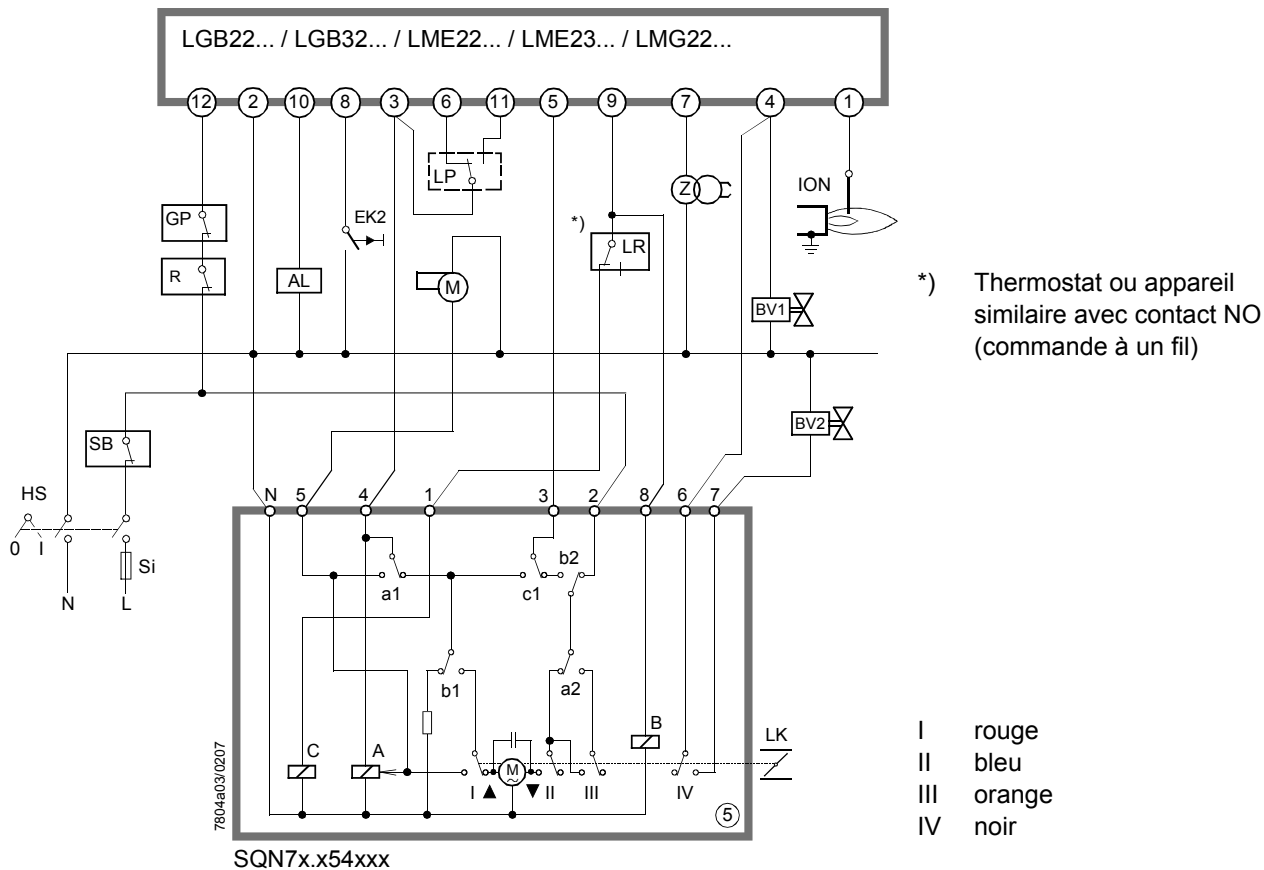 LGB22... / LGB32... / LME22... / LME23... / LMG22...
12 2 10 8 3 6 11 5 9 7 4 1
LP
ION
GP
EK2
*)
LR
Z
R
AL
M
BV1
*) Thermostat ou appareil
similaire avec contact NO
(commande à un fil)
BV2
SB
HS
N 5 4 1 3 2 8 6 7
0 I
Si
N L
b2
a1 c1
b1 a2
C A B LK
M
I II III IV
5
7804a03/0207
SQN7x.x54xxx
I rouge
II bleu
III orange
IV noir